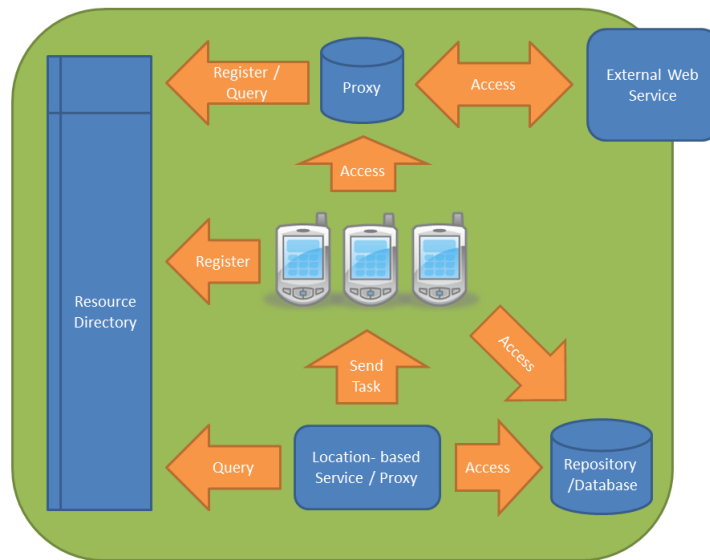 Register /
Query
Proxy
Access
External Web
Service
Access
Register
Resource
Directory
Access
Send
Task
Query
Location- based
Service / Proxy
Access
Repository
/Database